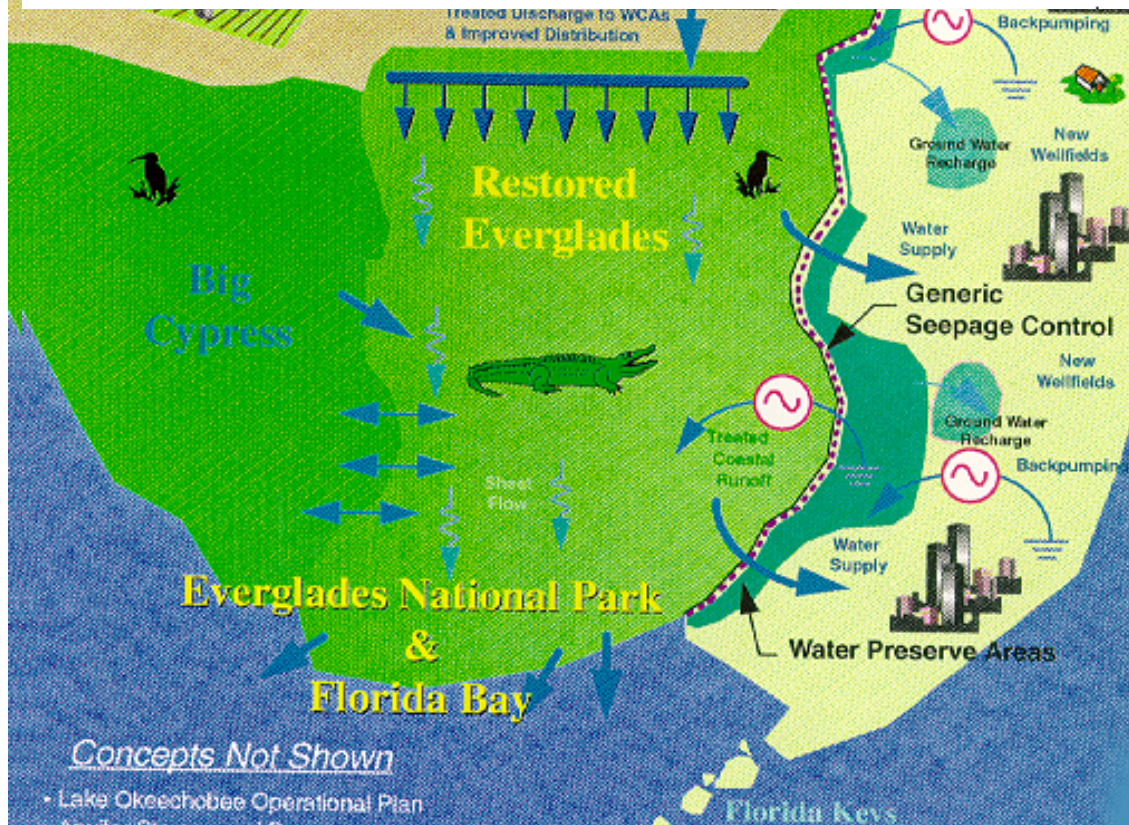 Treated Discharge to WCAs
& Improved Distribution
Backpumping
Ground Water
Recharge
New
Wellfields
Restored
Everglades
Water
Supply
Big
Cypress
Generic
Seepage Control
New
Wellfields
Ground Water
Recharge
Treated
Coastal
Runoff
Backpumping
Sheet
Flow
Water
Supply
Everglades National Park
&
Florida Bay
Water Preserve Areas
Concepts Not Shown
• Lake Okeechobee Operational Plan
Florida Keys